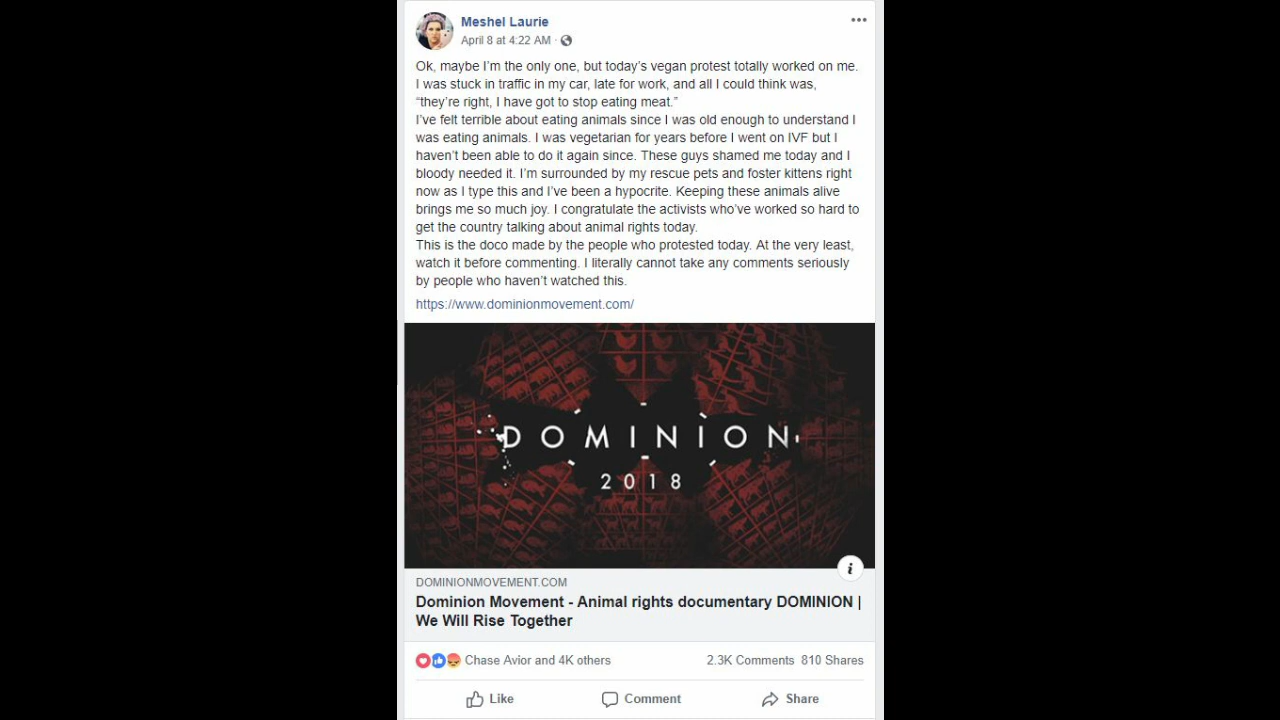 Meshel Laurie
April 8 at 4:22 AM ·
Ok, maybe I'm the only one, but today's vegan protest totally worked on me.
I was stuck in traffic in my car, late for work, and all I could think was,
“they're right, I have got to stop eating meat.”
I've felt terrible about eating animals since I was old enough to understand I
was eating animals. I was vegetarian for years before I went on IVF but I
haven't been able to do it again since. These guys shamed me today and I
bloody needed it. I'm surrounded by my rescue pets and foster kittens right
now as I type this and I've been a hypocrite. Keeping these animals alive
brings me so much joy. I congratulate the activists who've worked so hard to
get the country talking about animal rights today.
This is the doco made by the people who protested today. At the very least,
watch it before commenting. I literally cannot take any comments seriously
by people who haven't watched this.
https://www.dominionmovement.com/
DOMINION
2018
i
DOMINIONMOVEMENT.COM
Dominion Movement - Animal rights documentary DOMINION |
We Will Rise Together
Chase Avior and 4K others 2.3K Comments 810 Shares
Like Comment Share